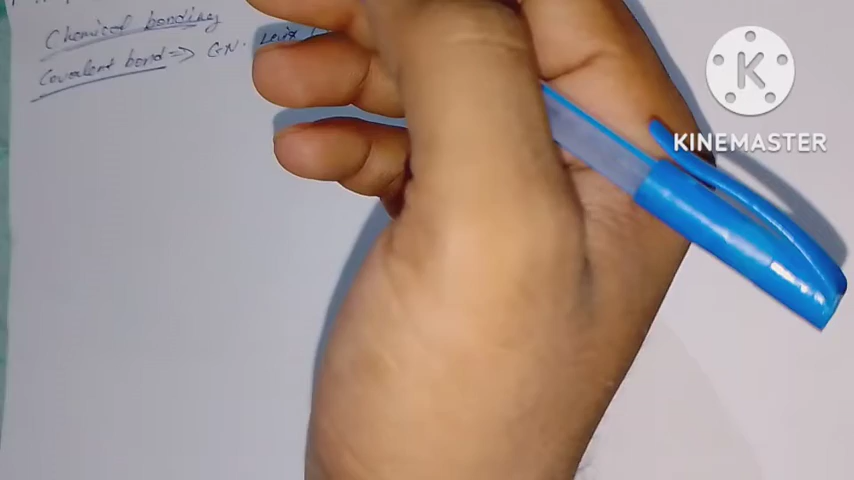 Chemical bonding
Covalent bond => G.N. Lewis
K
KINEMASTER